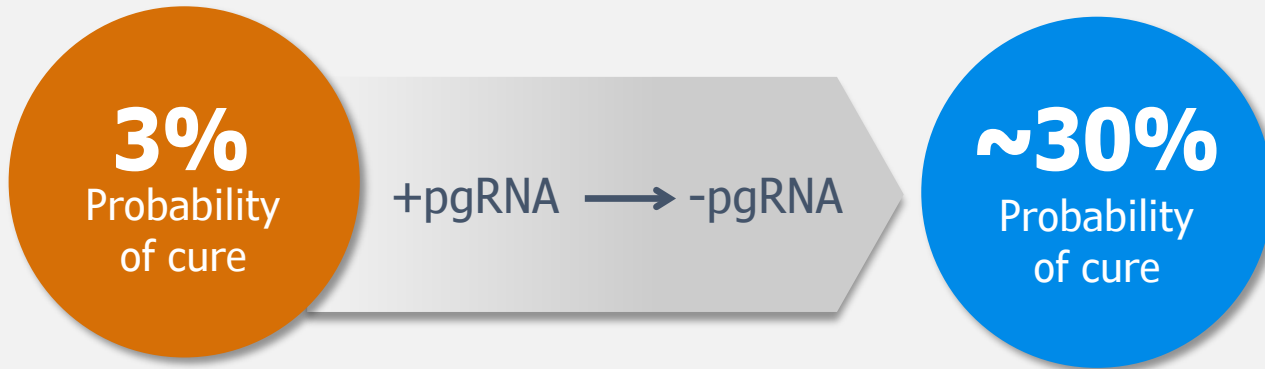 3%
Probability
of cure
+pgRNA → -pgRNA
~30%
Probability
of cure